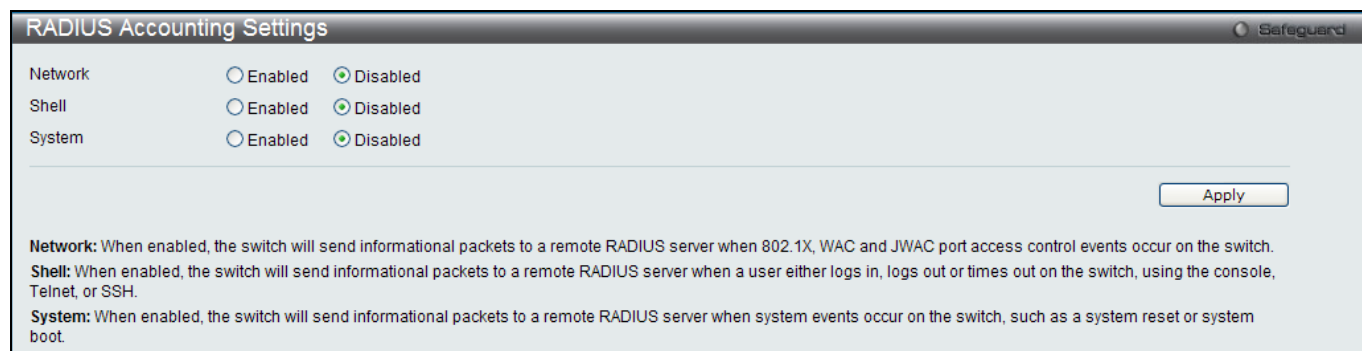 RADIUS Accounting Settings
Safeguard
Network Enabled Disabled
Shell Enabled Disabled
System Enabled Disabled
Apply
Network: When enabled, the switch will send informational packets to a remote RADIUS server when 802.1X, WAC and JWAC port access control events occur on the switch.
Shell: When enabled, the switch will send informational packets to a remote RADIUS server when a user either logs in, logs out or times out on the switch, using the console,
Telnet, or SSH.
System: When enabled, the switch will send informational packets to a remote RADIUS server when system events occur on the switch, such as a system reset or system
boot.